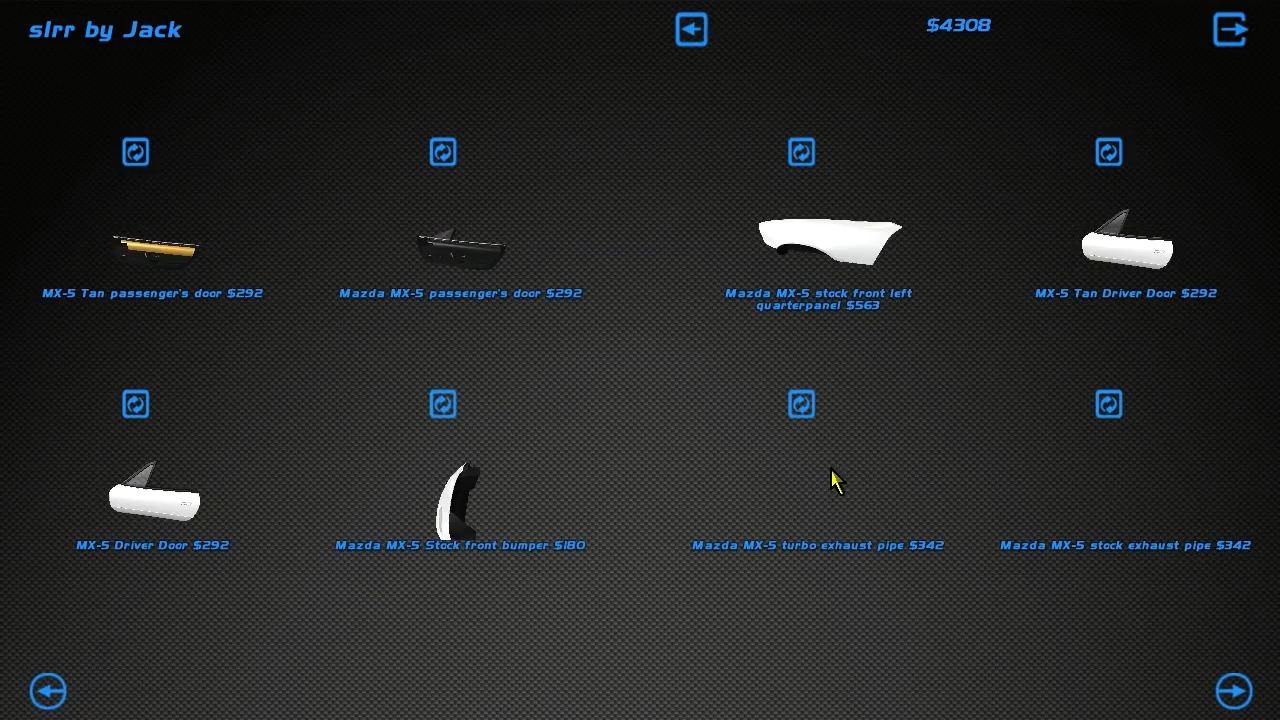 slrr by Jack
$4308
MX-5 Tan passenger's door $292
Mazda MX-5 passenger's door $292
Mazda MX-5 stock front left
quarterpanel $563
MX-5 Tan Driver Door $292
MX-5 Driver Door $292
Mazda MX-5 Stock front bumper $180
Mazda MX-5 turbo exhaust pipe $342
Mazda MX-5 stock exhaust pipe $342